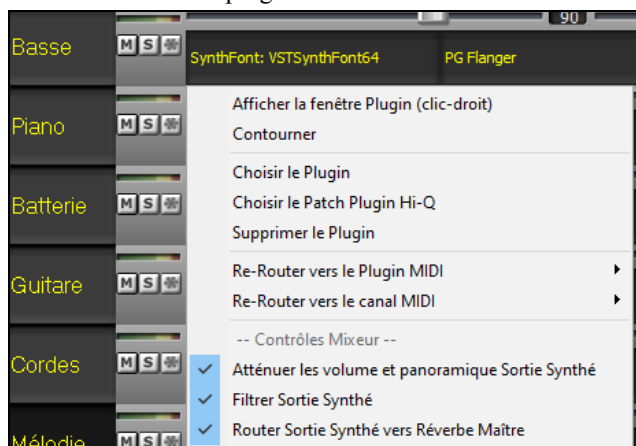 90
Basse M S SynthFont: VSTSynthFont64 PG Flanger
Afficher la fenêtre Plugin (clic-droit)
Piano M S
Contourner
Choisir le Plugin
Batterie M S Choisir le Patch Plugin Hi-Q
Supprimer le Plugin
Re-Router vers le Plugin MIDI
Guitare M S
Re-Router vers le canal MIDI
-- Contrôles Mixeur --
Cordes M S Atténuer les volume et panoramique Sortie Synthé
Filtrer Sortie Synthé
Mélodie M S Router Sortie Synthé vers Réverbe Maître